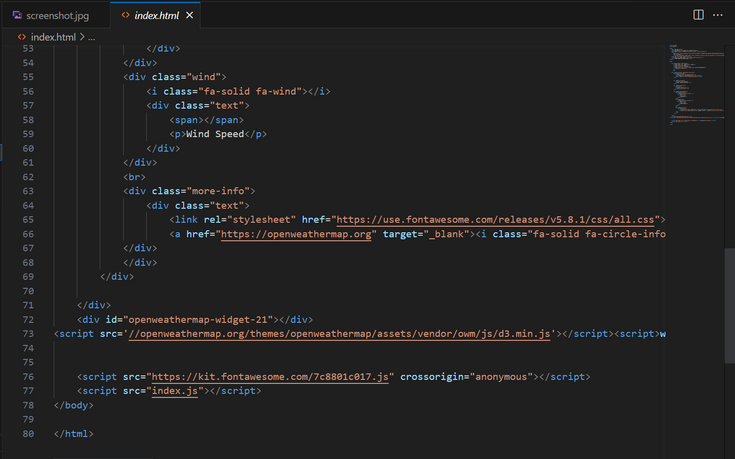 screenshot.jpg
<> index.html ×
...
<> index.html > ...
53 </div>
54 </div>
55 <div class="wind">
56 <i class="fa-solid fa-wind"></i>
57 <div class="text">
58 <span></span>
59 <p>Wind Speed</p>
60 </div>
61 </div>
62 <br>
63 <div class="more-info">
64 <div class="text">
65 <link rel="stylesheet" href="https://use.fontawesome.com/releases/v5.8.1/css/all.css">
66 <a href="https://openweathermap.org" target="_blank"><i class="fa-solid fa-circle-info
67 </div>
68 </div>
69 </div>
70
71 </div>
72 <div id="openweathermap-widget-21"></div>
73 <script src='//openweathermap.org/themes/openweathermap/assets/vendor/owm/js/d3.min.js'></script><script>w
74
75
76 <script src="https://kit.fontawesome.com/7c8801c017.js" crossorigin="anonymous"></script>
77 <script src="index.js"></script>
78 </body>
79
80 </html>